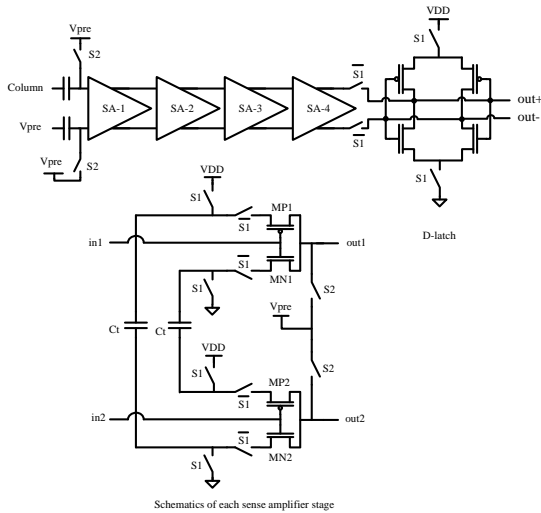 Vpre
VDD
S2
S1
Column
SA-1
SA-2
SA-3
SA-4
S1
out+
Vpre
out-
S1
Vpre
S2
S1
VDD
D-latch
S1
MP1
S1
in1
out1
S1
MN1
S1
S2
Vpre
Ct
Ct
VDD
S1
S2
MP2
S1
in2
out2
S1
MN2
S1
Schematics of each sense amplifier stage